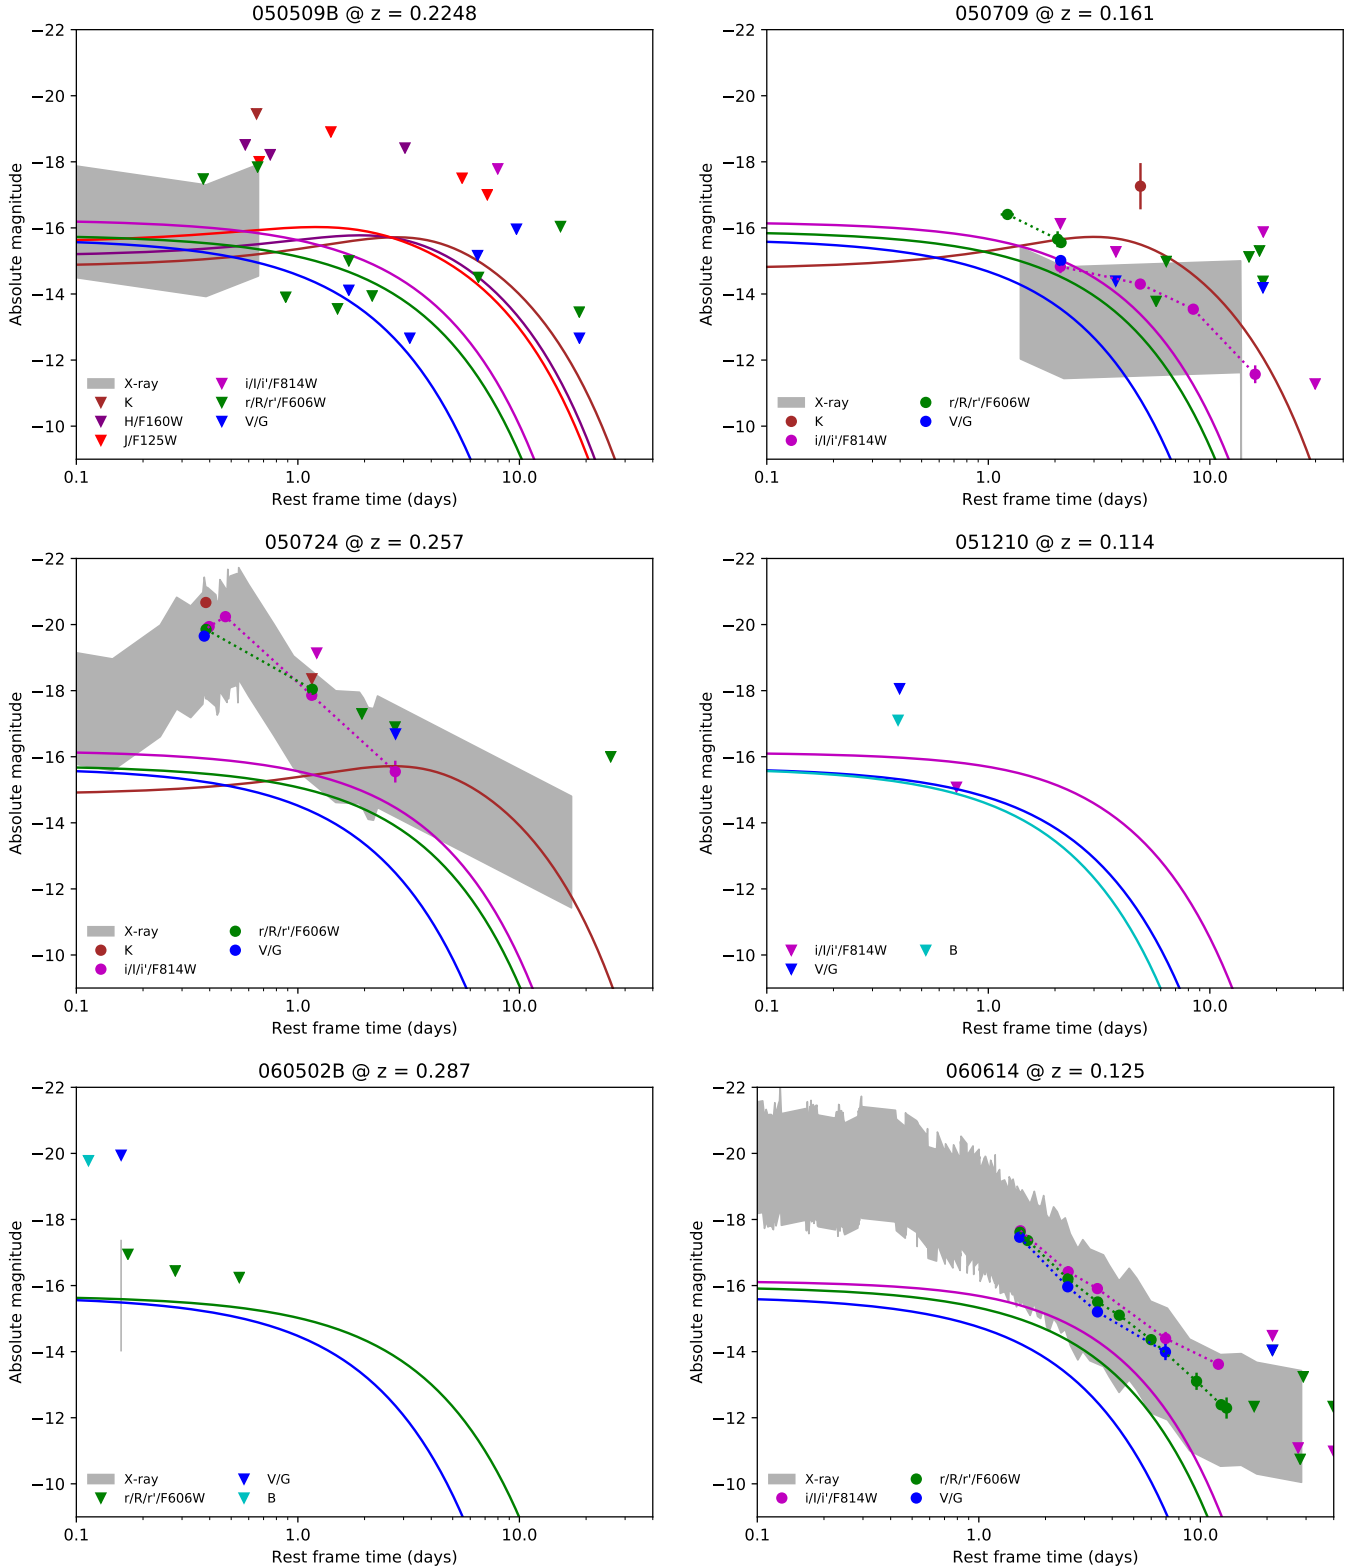 050509B @ z = 0.2248
−22
−20
−18
−16
−14
−12
−10
Absolute magnitude
X-ray
K
H/F160W
J/F125W
i/I/i'/F814W
r/R/r'/F606W
V/G
0.1
1.0
10.0
Rest frame time (days)
050709 @ z = 0.161
−22
−20
−18
−16
−14
−12
−10
Absolute magnitude
X-ray
K
i/I/i'/F814W
r/R/r'/F606W
V/G
0.1
1.0
10.0
Rest frame time (days)
050724 @ z = 0.257
−22
−20
−18
−16
−14
−12
−10
Absolute magnitude
X-ray
K
i/I/i'/F814W
r/R/r'/F606W
V/G
0.1
1.0
10.0
Rest frame time (days)
051210 @ z = 0.114
−22
−20
−18
−16
−14
−12
−10
Absolute magnitude
i/I/i'/F814W
V/G
B
0.1
1.0
10.0
Rest frame time (days)
060502B @ z = 0.287
−22
−20
−18
−16
−14
−12
−10
Absolute magnitude
X-ray
r/R/r'/F606W
V/G
B
0.1
1.0
10.0
Rest frame time (days)
060614 @ z = 0.125
−22
−20
−18
−16
−14
−12
−10
Absolute magnitude
X-ray
i/I/i'/F814W
r/R/r'/F606W
V/G
0.1
1.0
10.0
Rest frame time (days)